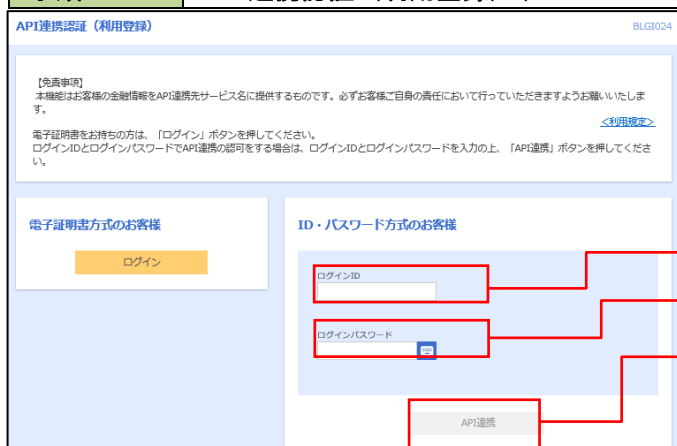 API連携認証（利用登録）
BLGI024
【免責事項】
本機能はお客様の金融情報をAPI連携先サービス名に提供するものです。必ずお客様ご自身の責任において行っていただきますようお願いいたしま
す。
＜利用規定＞
電子証明書をお持ちの方は、「ログイン」ボタンを押してください。
ログインIDとログインパスワードでAPI連携の認可をする場合は、ログインIDとログインパスワードを入力の上、「API連携」ボタンを押してくださ
い。
電子証明書方式のお客様
ログイン
ID・パスワード方式のお客様
ログインID
ログインパスワード
API連携